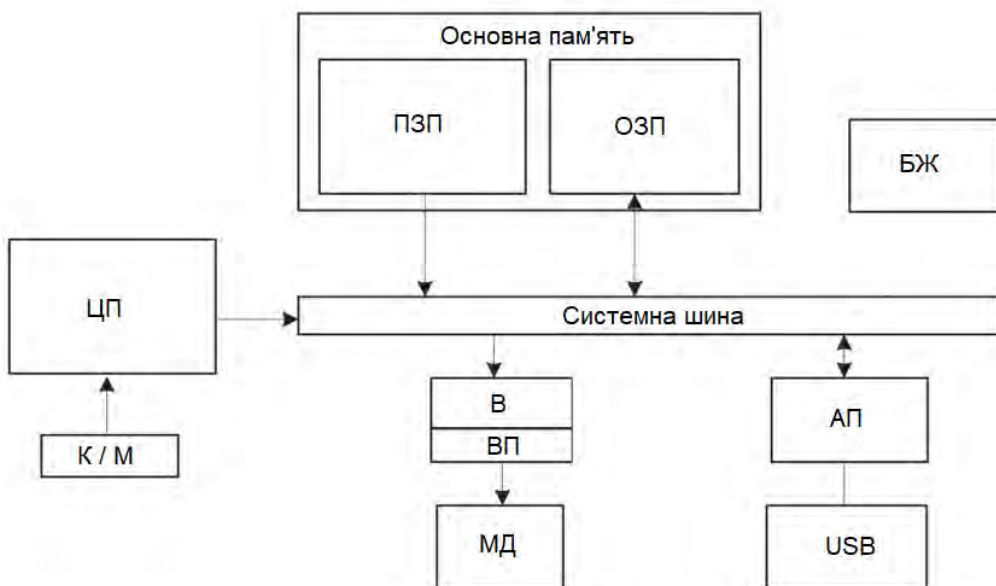 Основна пам'ять
ПЗП
ОЗП
БЖ
ЦП
Системна шина
В
ВП
АП
К / М
МД
USB